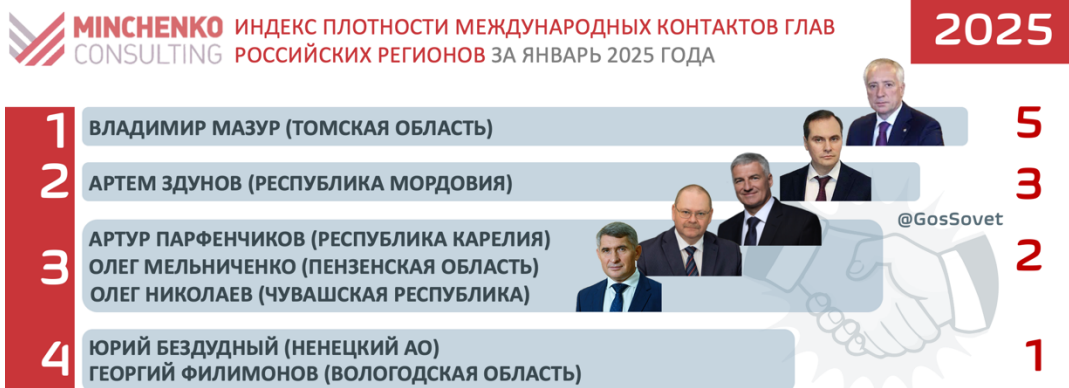 MINCHENKO
CONSULTING
ИНДЕКС ПЛОТНОСТИ МЕЖДУНАРОДНЫХ КОНТАКТОВ ГЛАВ
РОССИЙСКИХ РЕГИОНОВ ЗА ЯНВАРЬ 2025 ГОДА
2025
1
ВЛАДИМИР МАЗУР (ТОМСКАЯ ОБЛАСТЬ)
5
2
АРТЕМ ЗДУНОВ (РЕСПУБЛИКА МОРДОВИЯ)
3
@GosSovet
3
АРТУР ПАРФЕНЧИКОВ (РЕСПУБЛИКА КАРЕЛИЯ)
ОЛЕГ МЕЛЬНИЧЕНКО (ПЕНЗЕНСКАЯ ОБЛАСТЬ)
ОЛЕГ НИКОЛАЕВ (ЧУВАШСКАЯ РЕСПУБЛИКА)
2
4
ЮРИЙ БЕЗДУДНЫЙ (НЕНЕЦКИЙ АО)
ГЕОРГИЙ ФИЛИМОНОВ (ВОЛОГОДСКАЯ ОБЛАСТЬ)
1